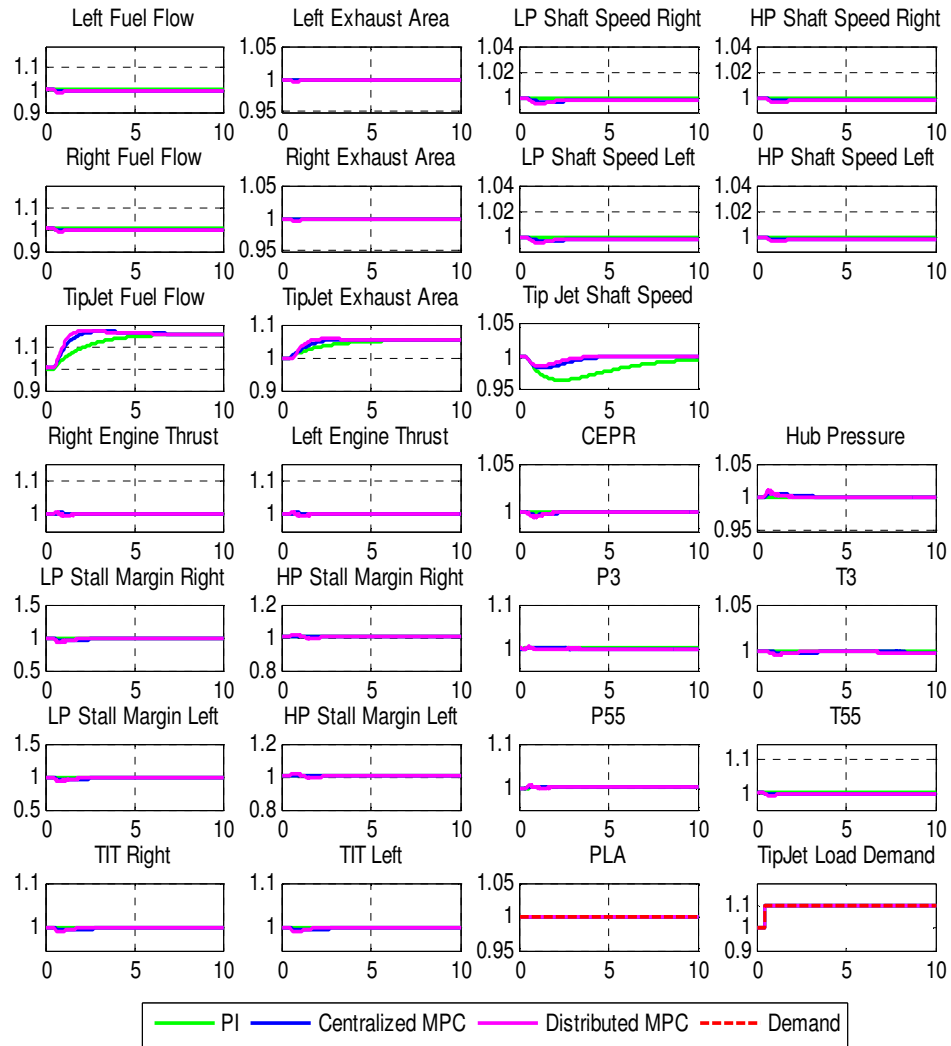 Left Fuel Flow Left Exhaust Area LP Shaft Speed Right HP Shaft Speed Right
1.1 1.05 1.04 1.04
1 1 1.02 1.02
0.9 0.95 1 1
0 5 10 0 5 10 0 5 10 0 5 10
Right Fuel Flow Right Exhaust Area LP Shaft Speed Left HP Shaft Speed Left
1.1 1.05 1.04 1.04
1 1 1.02 1.02
0.9 0.95 1 1
0 5 10 0 5 10 0 5 10 0 5 10
TipJet Fuel Flow TipJet Exhaust Area Tip Jet Shaft Speed
1.1 1.1 1.05
1 1 1
0.9 0.9 0.95
0 5 10 0 5 10 0 5 10
Right Engine Thrust Left Engine Thrust CEPR Hub Pressure
1.1 1.1 1.05 1.05
1 1 1 1
0.95
0 5 10 0 5 10 0 5 10 0 5 10
LP Stall Margin Right HP Stall Margin Right P3 T3
1.5 1.2 1.1 1.05
1 1 1 1
0.5 0.8
0 5 10 0 5 10 0 5 10 0 5 10
LP Stall Margin Left HP Stall Margin Left P55 T55
1.5 1.2 1.1 1.1
1 1 1 1
0.5 0.8
0 5 10 0 5 10 0 5 10 0 5 10
TIT Right TIT Left PLA TipJet Load Demand
1.1 1.1 1.05 1.1
1 1 1 1
0.95 0.9
0 5 10 0 5 10 0 5 10 0 5 10
PI Centralized MPC Distributed MPC Demand